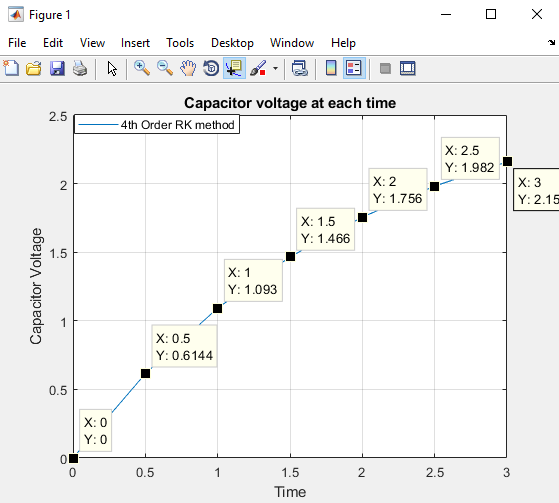 Figure 1
File Edit View Insert Tools Desktop Window Help
Capacitor voltage at each time
4th Order RK method
2.5
2
1.5
1
0.5
0
Capacitor Voltage
X: 0
Y: 0
X: 0.5
Y: 0.6144
X: 1
Y: 1.093
X: 1.5
Y: 1.466
X: 2
Y: 1.756
X: 2.5
Y: 1.982
X: 3
Y: 2.15
0 0.5 1 1.5 2 2.5 3
Time